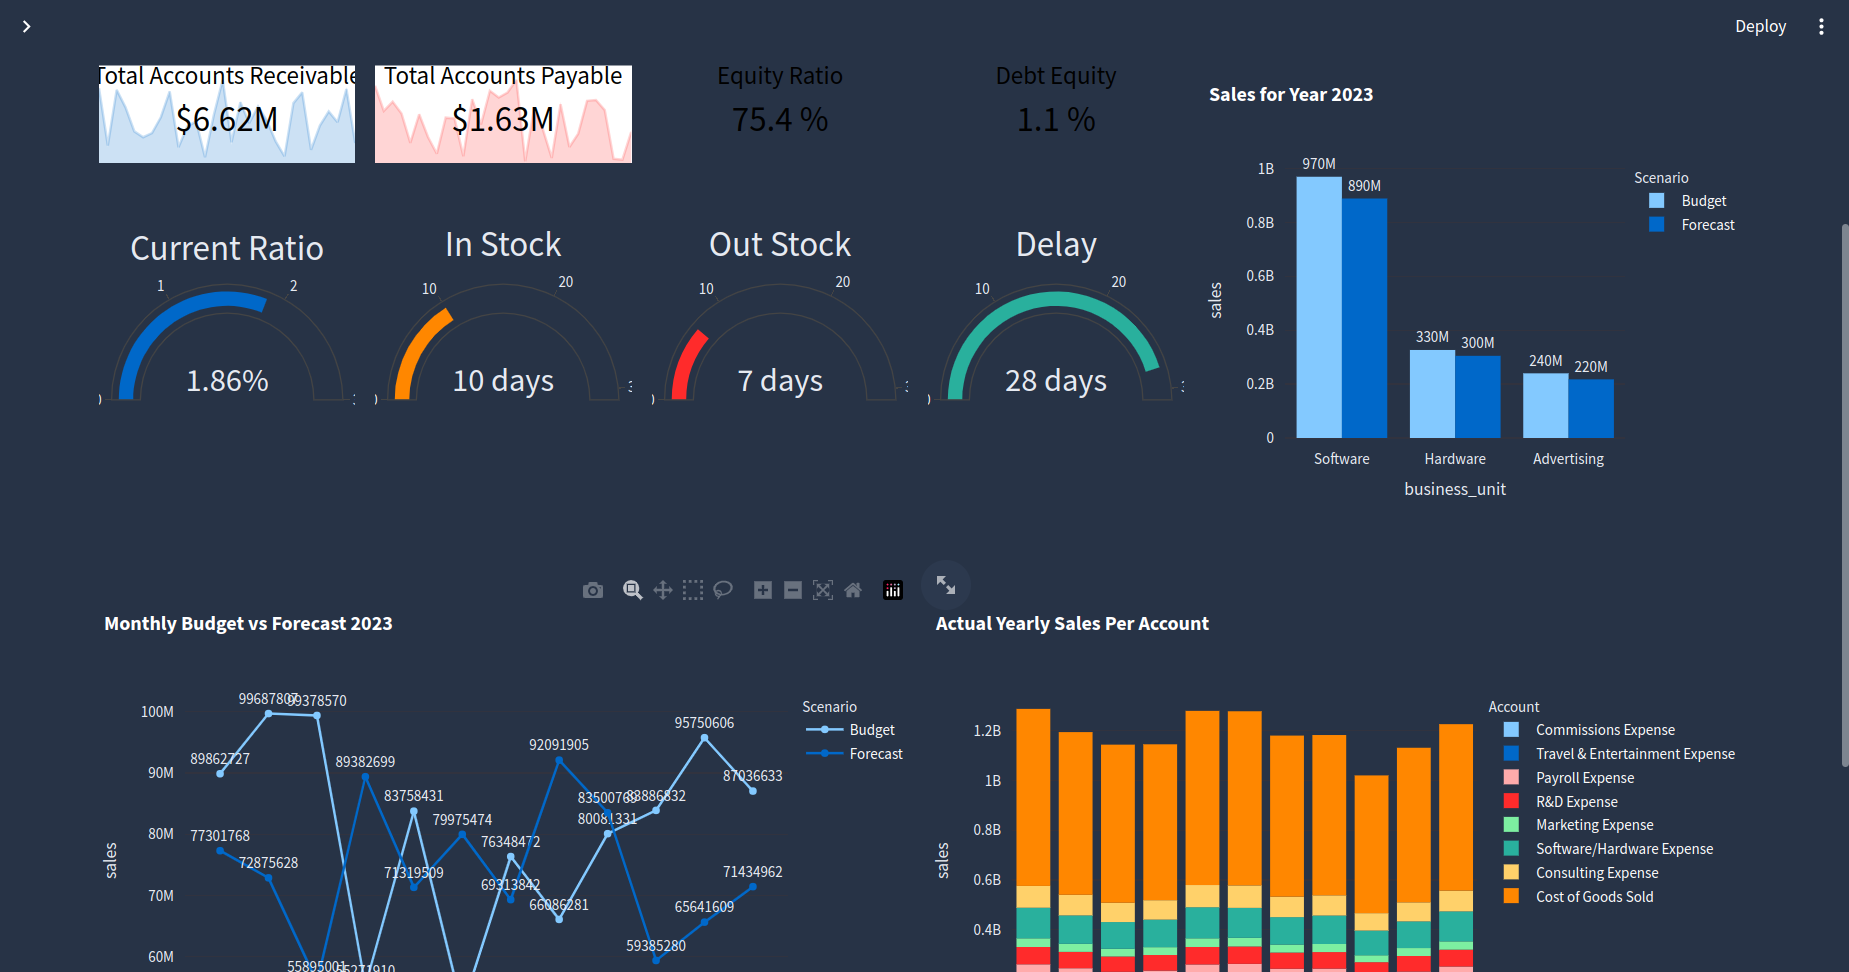 Deploy
Total Accounts Receivable
$6.62M
Total Accounts Payable
$1.63M
Equity Ratio
75.4 %
Debt Equity
1.1 %
Current Ratio
1
2
1.86%
In Stock
10
20
10 days
Out Stock
10
20
7 days
Delay
10
20
28 days
Sales for Year 2023
1B
0.8B
0.6B
0.4B
0.2B
0
sales
970M
890M
330M
300M
240M
220M
Software
Hardware
Advertising
business_unit
Scenario
Budget
Forecast
Monthly Budget vs Forecast 2023
100M
90M
80M
70M
60M
sales
89862727
99687807
99378570
77301768
72875628
89382699
83758431
71319509
79975474
76348472
69313842
92091905
66086281
83500769
80081331
83886832
59385280
95750606
65641609
87036633
71434962
55895001
55271910
Scenario
Budget
Forecast
Actual Yearly Sales Per Account
1.2B
1B
0.8B
0.6B
0.4B
sales
Account
Commissions Expense
Travel & Entertainment Expense
Payroll Expense
R&D Expense
Marketing Expense
Software/Hardware Expense
Consulting Expense
Cost of Goods Sold